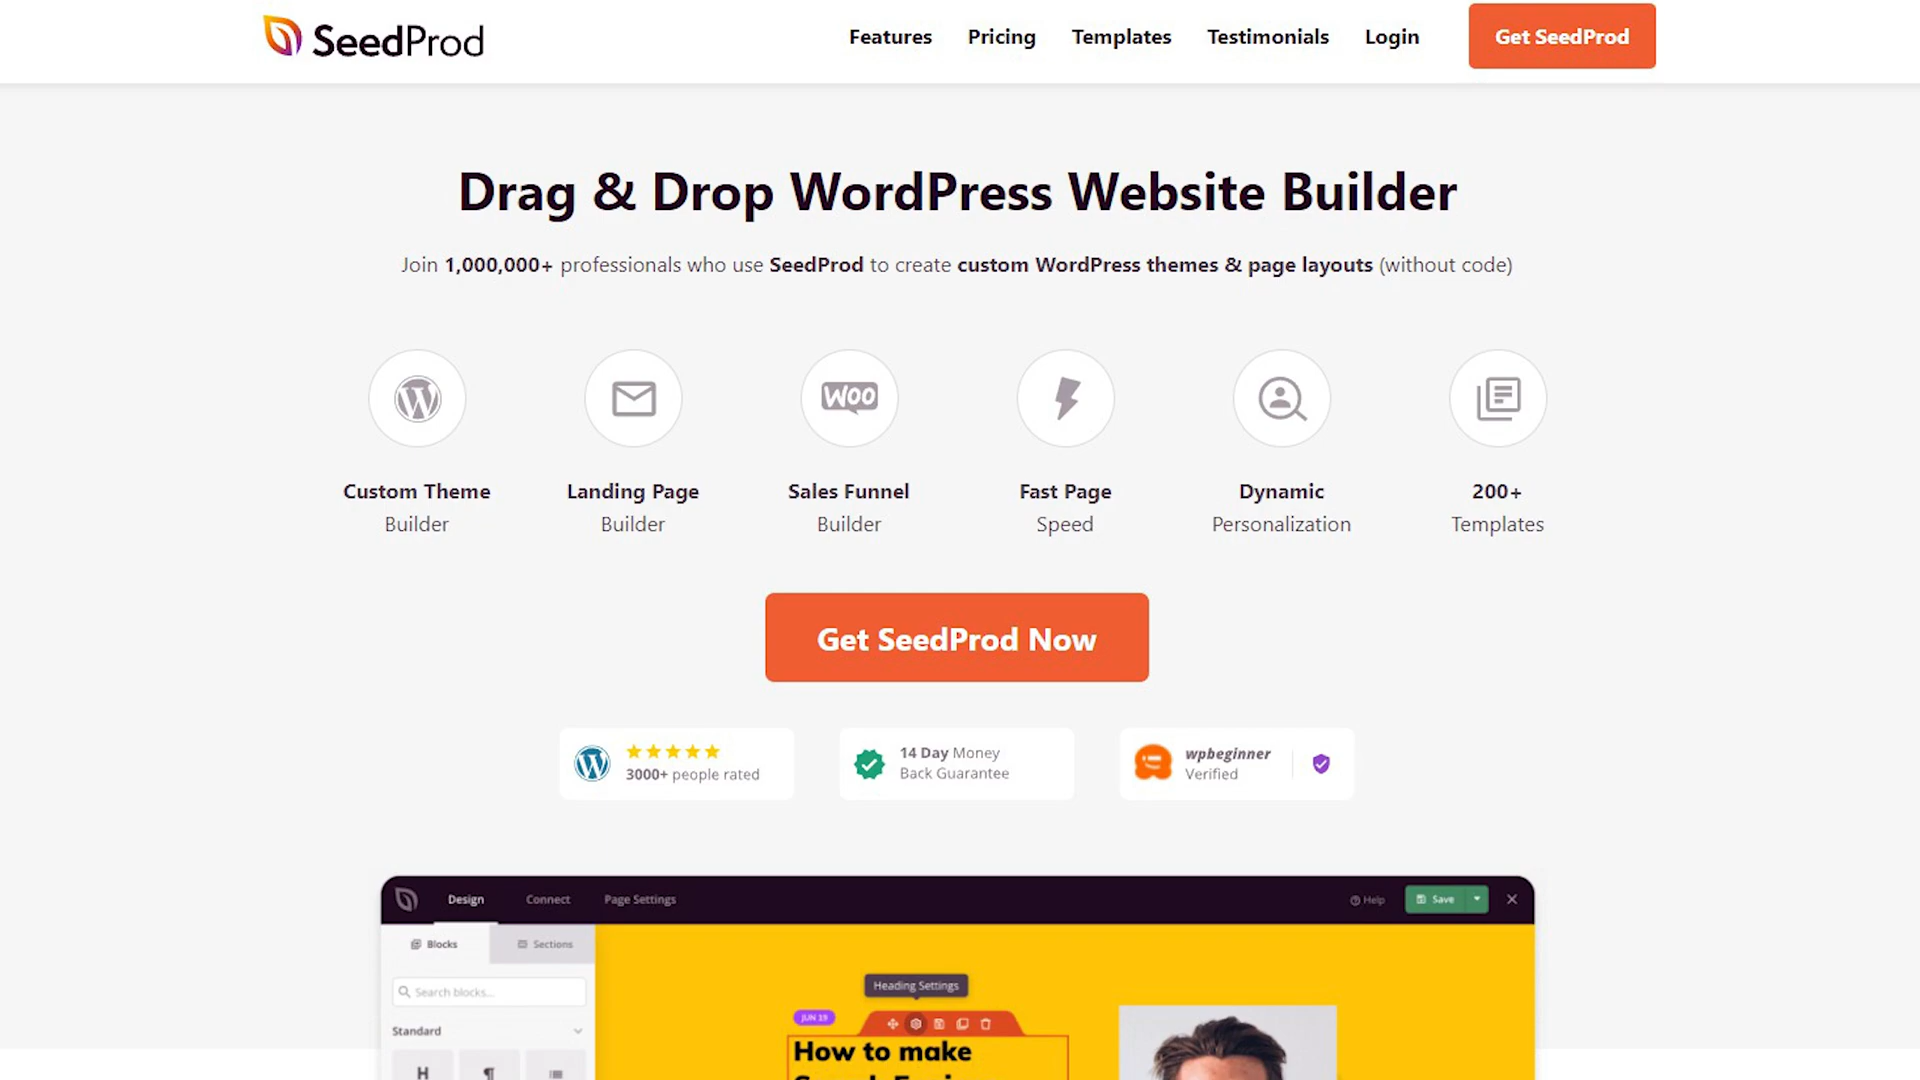 SeedProd
Features Pricing Templates Testimonials Login Get SeedProd
Drag & Drop WordPress Website Builder
Join 1,000,000+ professionals who use SeedProd to create custom WordPress themes & page layouts (without code)
WOO
Custom Theme
Builder
Landing Page
Builder
Sales Funnel
Builder
Fast Page
Speed
Dynamic
Personalization
200+
Templates
Get SeedProd Now
3000+ people rated
14 Day Money
Back Guarantee
wpbeginner
Verified
Design Connect Page Settings Help Save
Blocks Sections
Search blocks...
Standard
H
Heading Settings
JUN 19
How to make